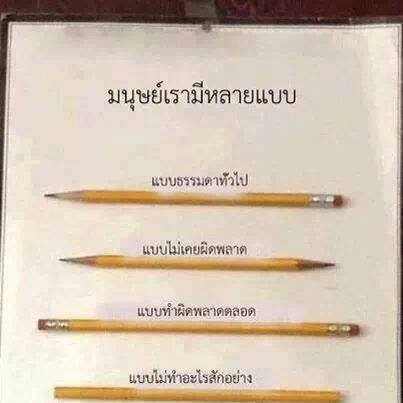 มนุษย์เรามีหลายแบบ
แบบธรรมดาทั่วไป
แบบไม่เคยผิดพลาด
แบบทำผิดพลาดตลอด
แบบไม่ทำอะไรสักอย่าง